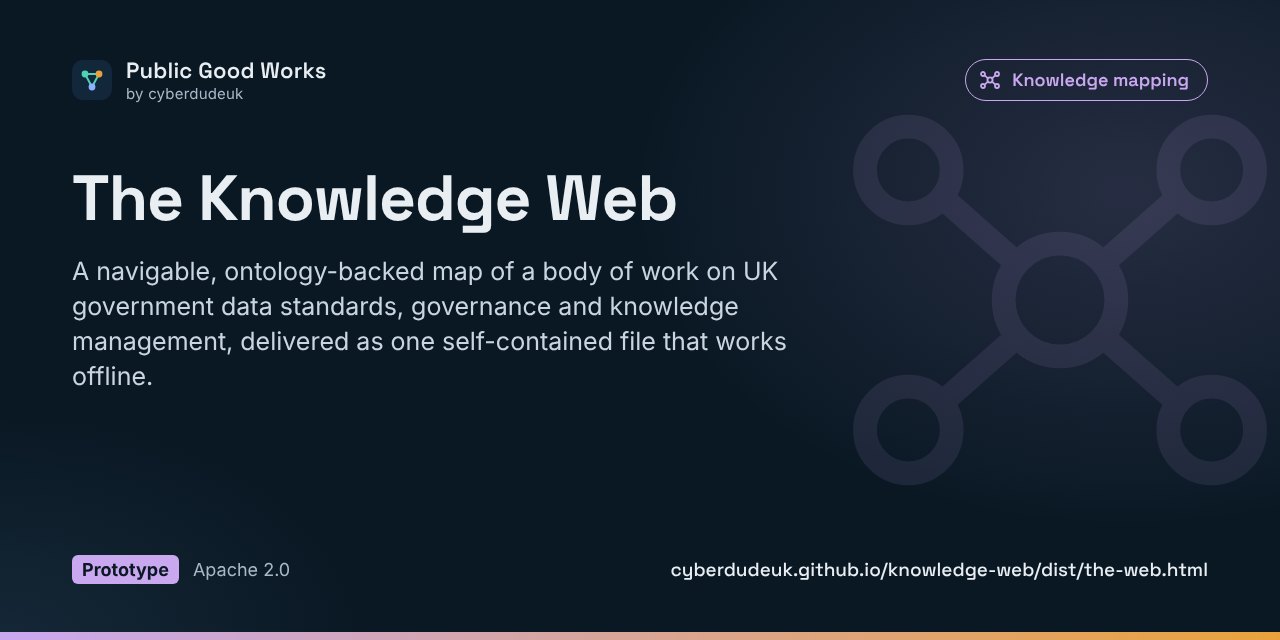 Public Good Works
by cyberdudeuk
Knowledge mapping
The Knowledge Web
A navigable, ontology-backed map of a body of work on UK
government data standards, governance and knowledge
management, delivered as one self-contained file that works
offline.
Prototype
Apache 2.0
cyberdudeuk.github.io/knowledge-web/dist/the-web.html